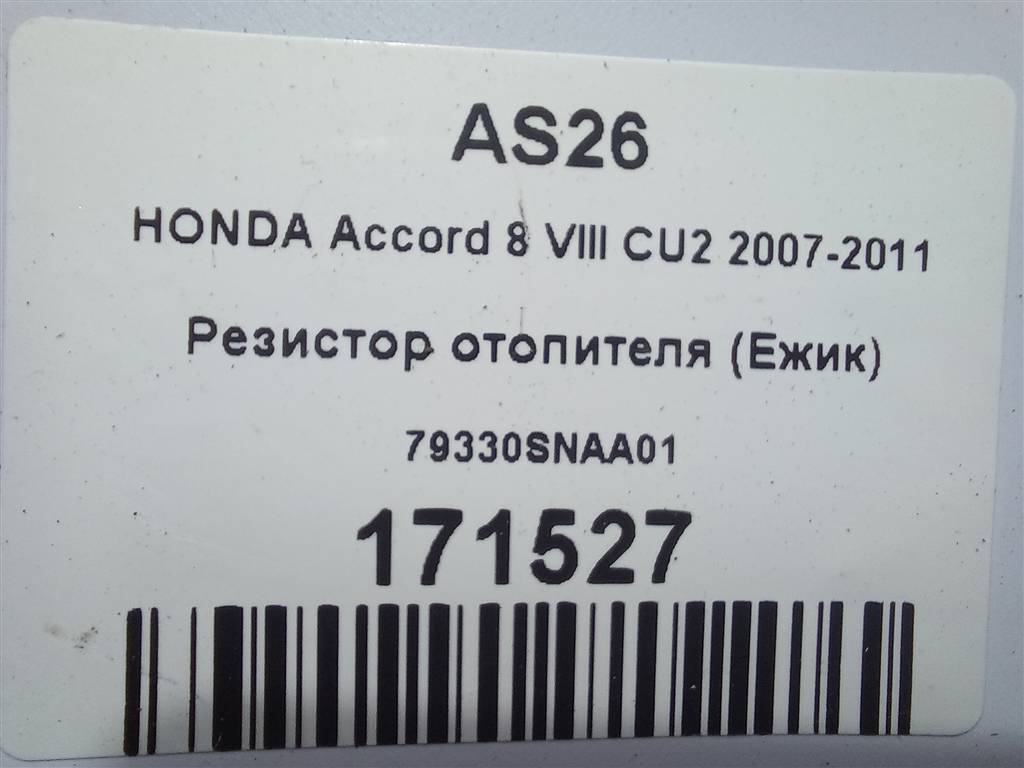 AS26
HONDA Accord 8 VIII CU2 2007-2011
Резистор отопителя (Ежик)
79330SNAA01
171527